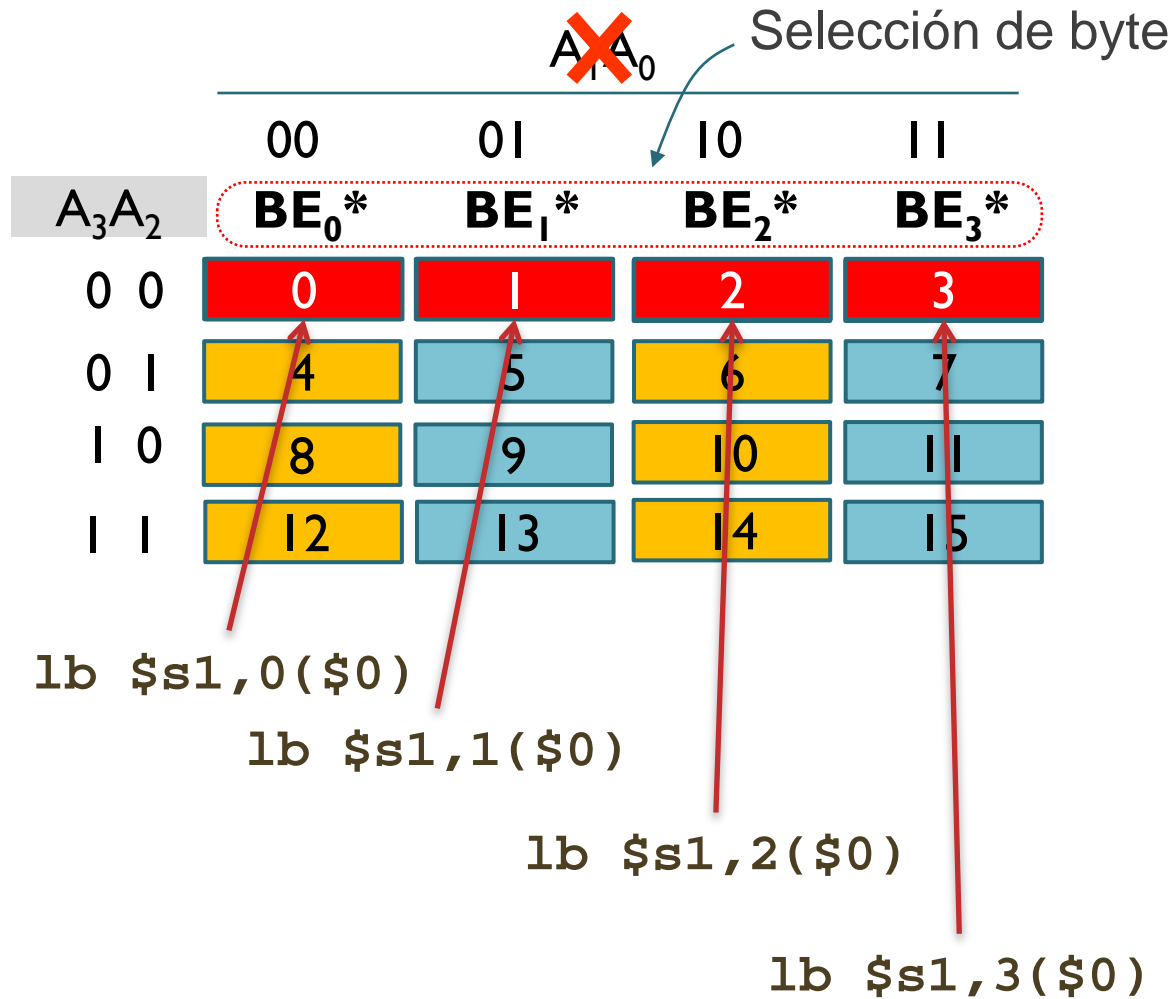 Selección de byte
A₁A₀
00 01 10 11
A₃A₂ BE₀* BE₁* BE₂* BE₃*
0 0 0 1 2 3
0 1 4 5 6 7
1 0 8 9 10 11
1 1 12 13 14 15
lb $s1,0($0)
lb $s1,1($0)
lb $s1,2($0)
lb $s1,3($0)